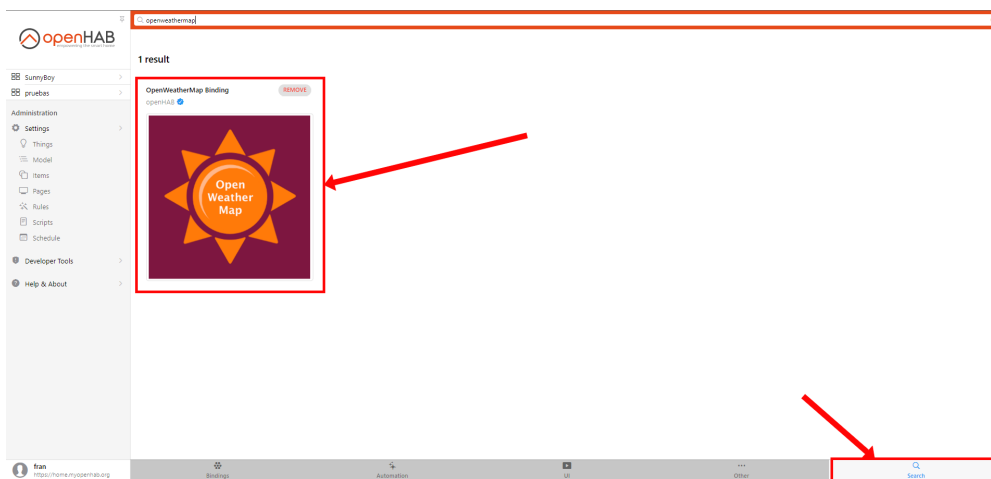 openHAB
empowering the smart home
openweathermap
1 result
SunnyBoy
pruebas
OpenWeatherMap Binding
REMOVE
openHAB
Administration
Settings
Things
Model
Items
Pages
Rules
Scripts
Schedule
Developer Tools
Help & About
Open
Weather
Map
fran
https://home.myopenhab.org
Bindings
Automation
UI
Other
Search